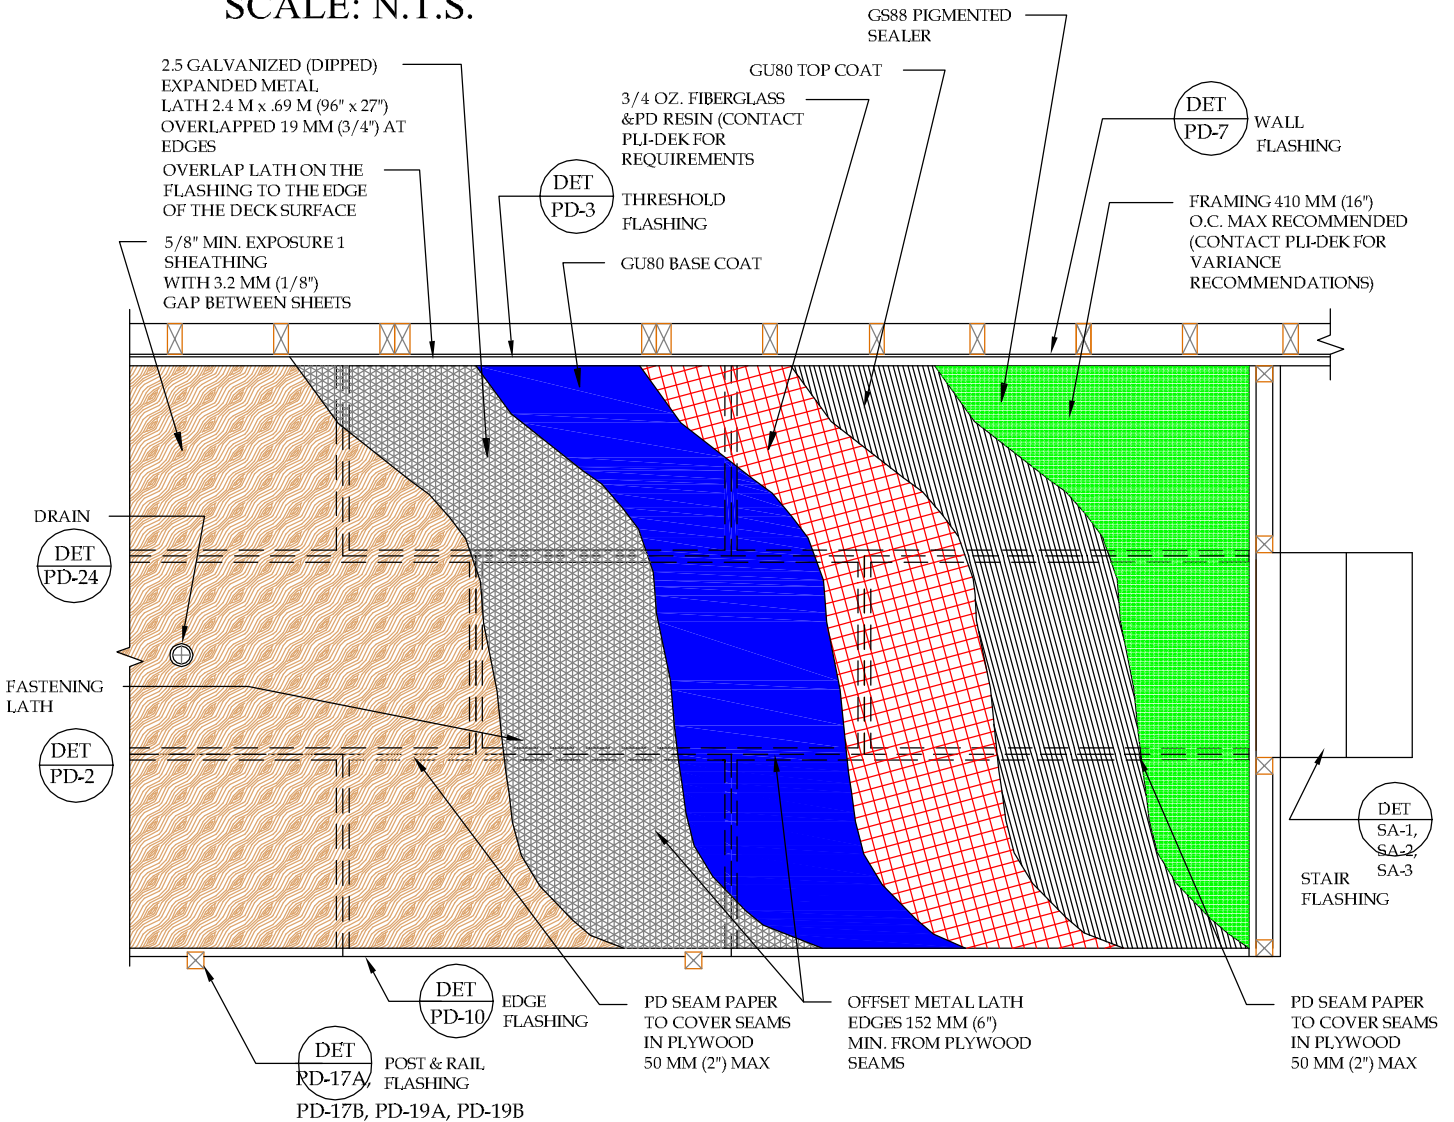 SCALE: N.T.S.
GS88 PIGMENTED
SEALER
2.5 GALVANIZED (DIPPED)
EXPANDED METAL
LATH 2.4 M x .69 M (96" x 27")
OVERLAPPED 19 MM (3/4") AT
EDGES
OVERLAP LATH ON THE
FLASHING TO THE EDGE
OF THE DECK SURFACE
5/8" MIN. EXPOSURE 1
SHEATHING
WITH 3.2 MM (1/8")
GAP BETWEEN SHEETS
GU80 TOP COAT
3/4 OZ. FIBERGLASS
&PD RESIN (CONTACT
PLI-DEK FOR
REQUIREMENTS
DET
PD-3
THRESHOLD
FLASHING
GU80 BASE COAT
DET
PD-7
WALL
FLASHING
FRAMING 410 MM (16")
O.C. MAX RECOMMENDED
(CONTACT PLI-DEK FOR
VARIANCE
RECOMMENDATIONS)
DRAIN
DET
PD-24
FASTENING
LATH
DET
PD-2
DET
SA-1,
SA-2,
SA-3
STAIR
FLASHING
DET
PD-10
EDGE
FLASHING
DET
PD-17A,
POST & RAIL
FLASHING
PD-17B, PD-19A, PD-19B
PD SEAM PAPER
TO COVER SEAMS
IN PLYWOOD
50 MM (2") MAX
OFFSET METAL LATH
EDGES 152 MM (6")
MIN. FROM PLYWOOD
SEAMS
PD SEAM PAPER
TO COVER SEAMS
IN PLYWOOD
50 MM (2") MAX